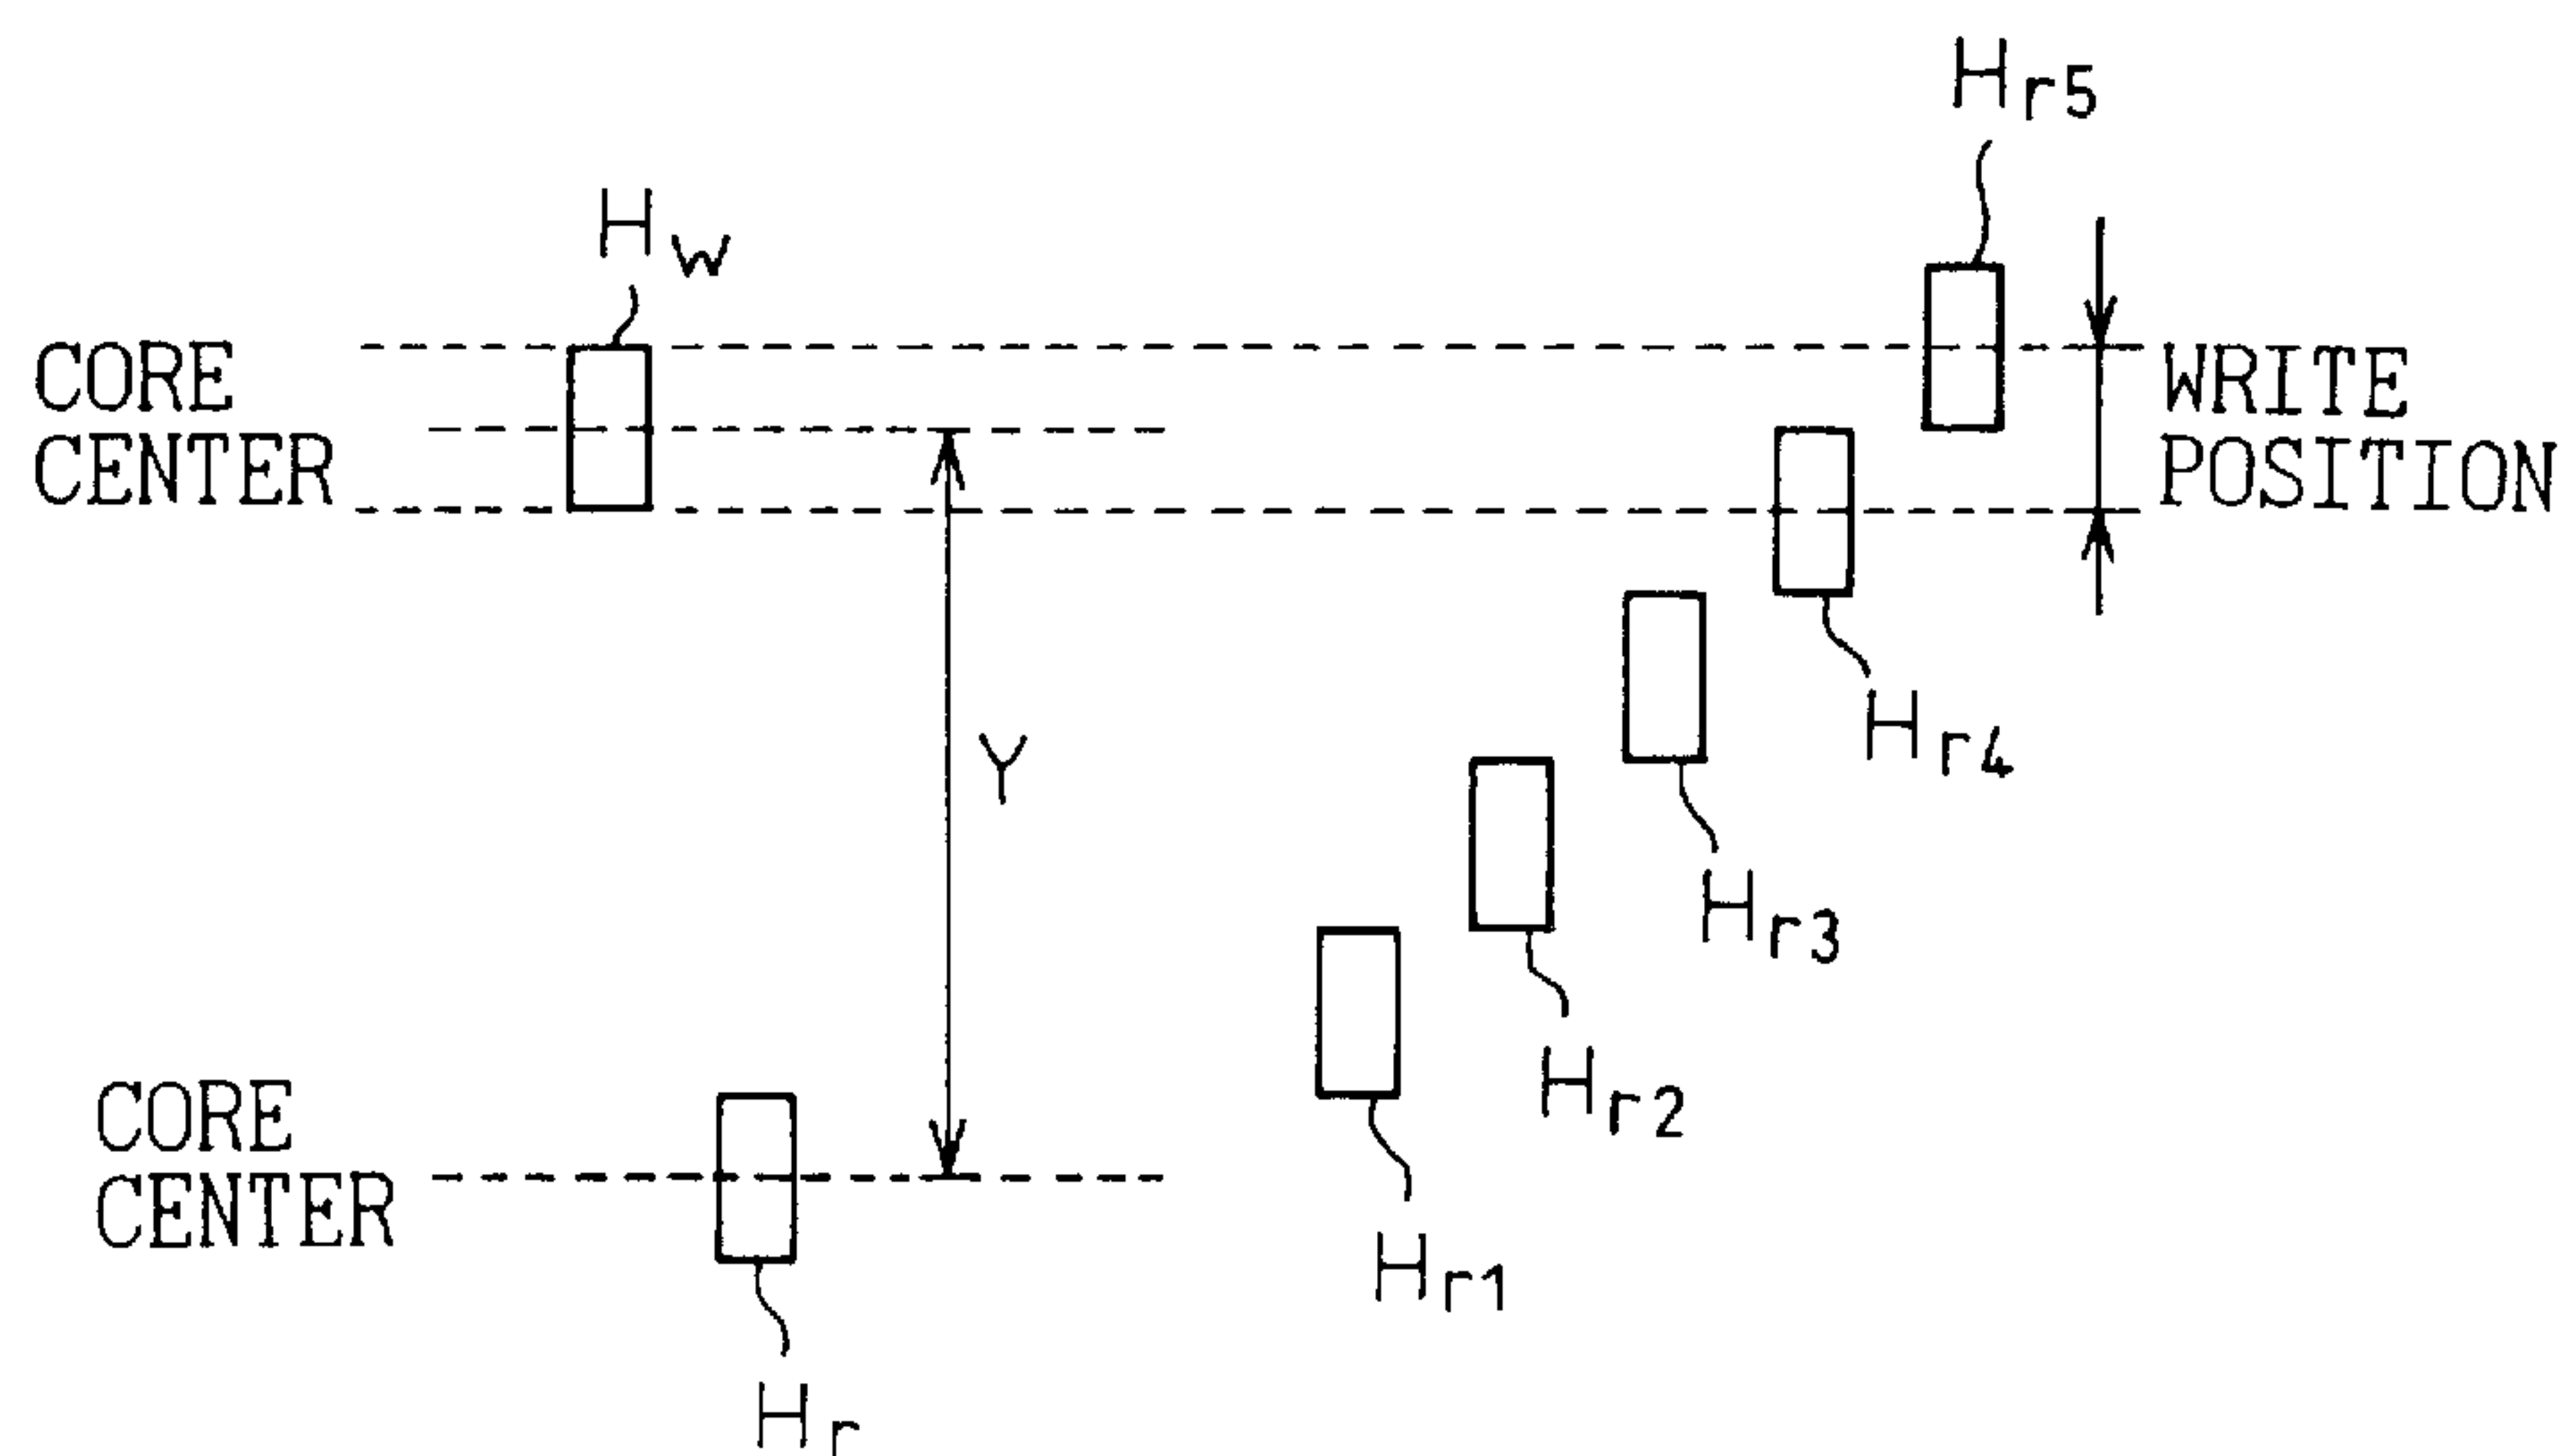 Hr5
Hw
CORE
CENTER
WRITE
POSITION
Hr4
Y
Hr3
Hr2
CORE
CENTER
Hr1
Hr